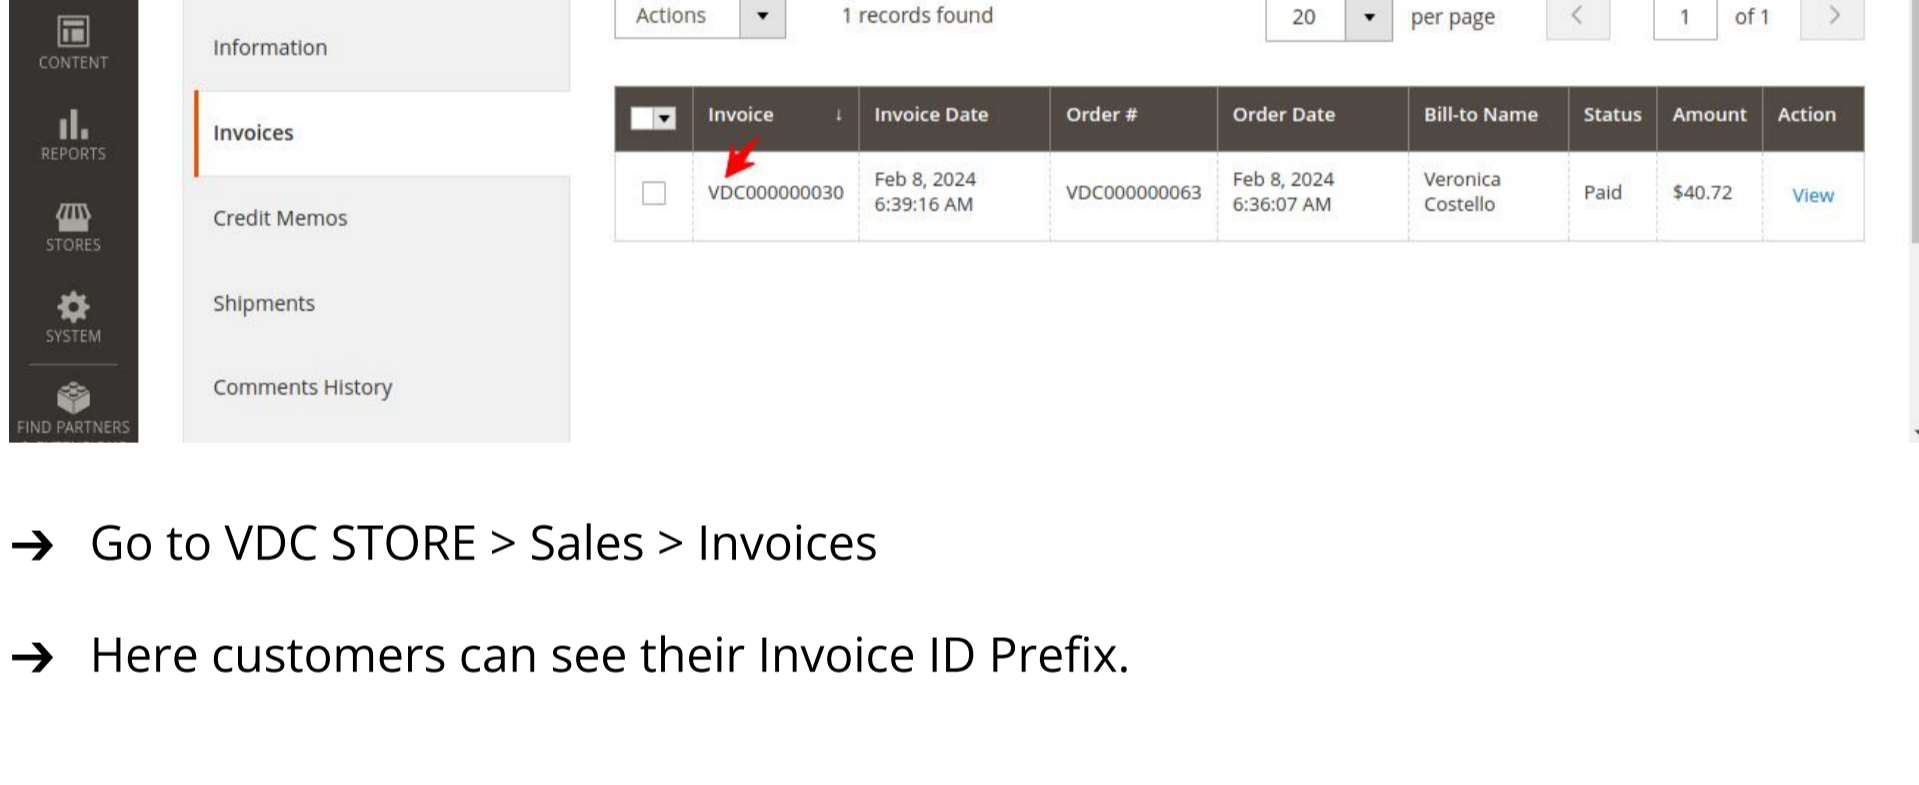 CONTENT
REPORTS
STORES
SYSTEM
FIND PARTNERS
Information
Invoices
Credit Memos
Shipments
Comments History
Actions 1 records found 20 per page 1 of 1
Invoice ↓ Invoice Date Order # Order Date Bill-to Name Status Amount Action
VDC000000030 Feb 8, 2024 6:39:16 AM VDC000000063 Feb 8, 2024 6:36:07 AM Veronica Costello Paid $40.72 View
➔ Go to VDC STORE > Sales > Invoices
➔ Here customers can see their Invoice ID Prefix.